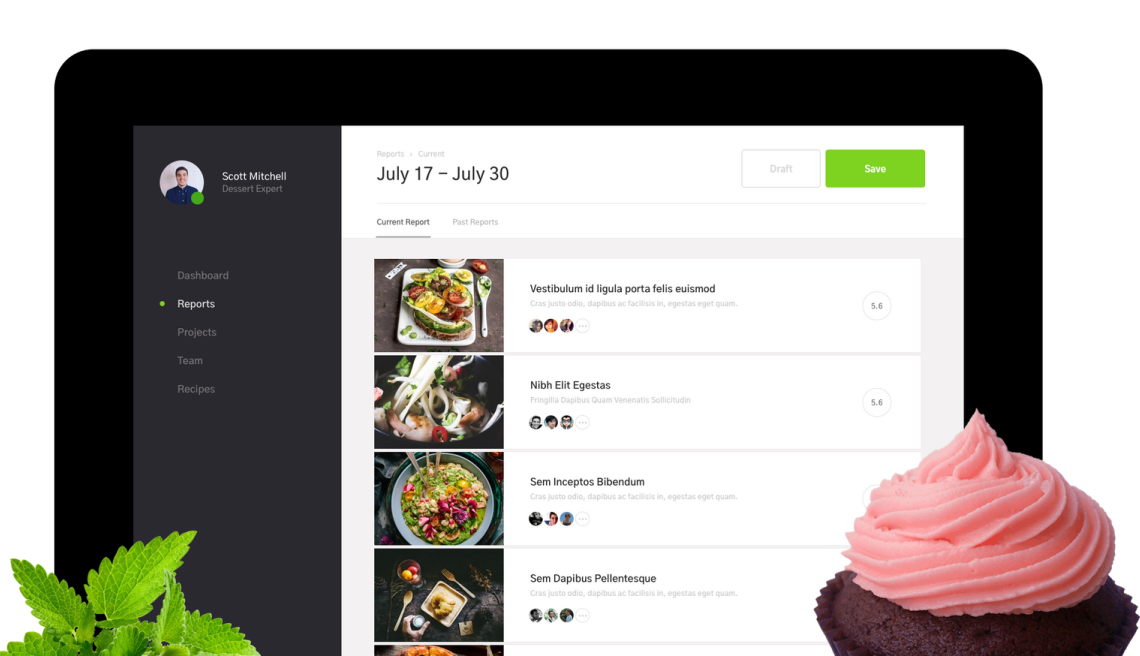 Scott Mitchell
Dessert Expert
Dashboard
Reports
Projects
Team
Recipes
Reports › Current
July 17 – July 30
Draft
Save
Current Report
Past Reports
Vestibulum id ligula porta felis euismod
Cras justo odio, dapibus ac facilisis in, egestas eget quam.
5.6
Nibh Elit Egestas
Fringilla Dapibus Quam Venenatis Sollicitudin
5.6
Sem Inceptos Bibendum
Cras justo odio, dapibus ac facilisis in, egestas eget quam.
Sem Dapibus Pellentesque
Cras justo odio, dapibus ac facilisis in, egestas eget quam.